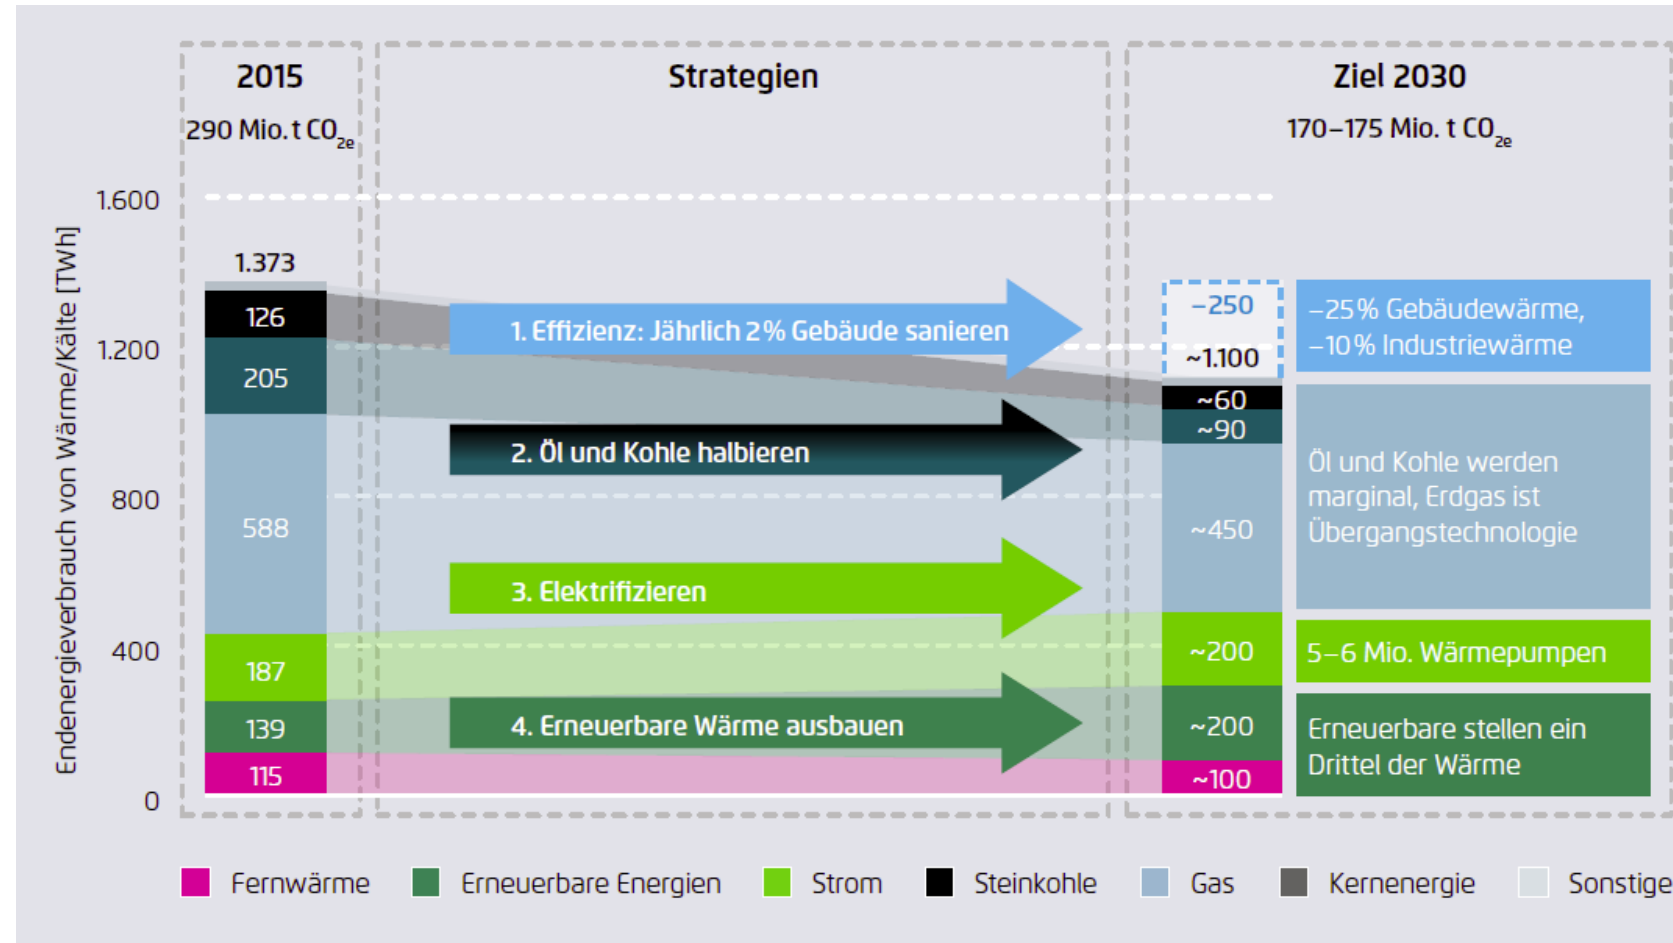 2015
290 Mio. t CO2e
Strategien
Ziel 2030
170–175 Mio. t CO2e
Endenergieverbrauch von Wärme/Kälte [TWh]
1.600
1.200
800
400
0
1.373
126
205
588
187
139
115
1. Effizienz: Jährlich 2% Gebäude sanieren
2. Öl und Kohle halbieren
3. Elektrifizieren
4. Erneuerbare Wärme ausbauen
–250
~1.100
~60
~90
~450
~200
~200
~100
–25% Gebäudewärme,
–10% Industriewärme
Öl und Kohle werden
marginal, Erdgas ist
Übergangstechnologie
5–6 Mio. Wärmepumpen
Erneuerbare stellen ein
Drittel der Wärme
Fernwärme
Erneuerbare Energien
Strom
Steinkohle
Gas
Kernenergie
Sonstige